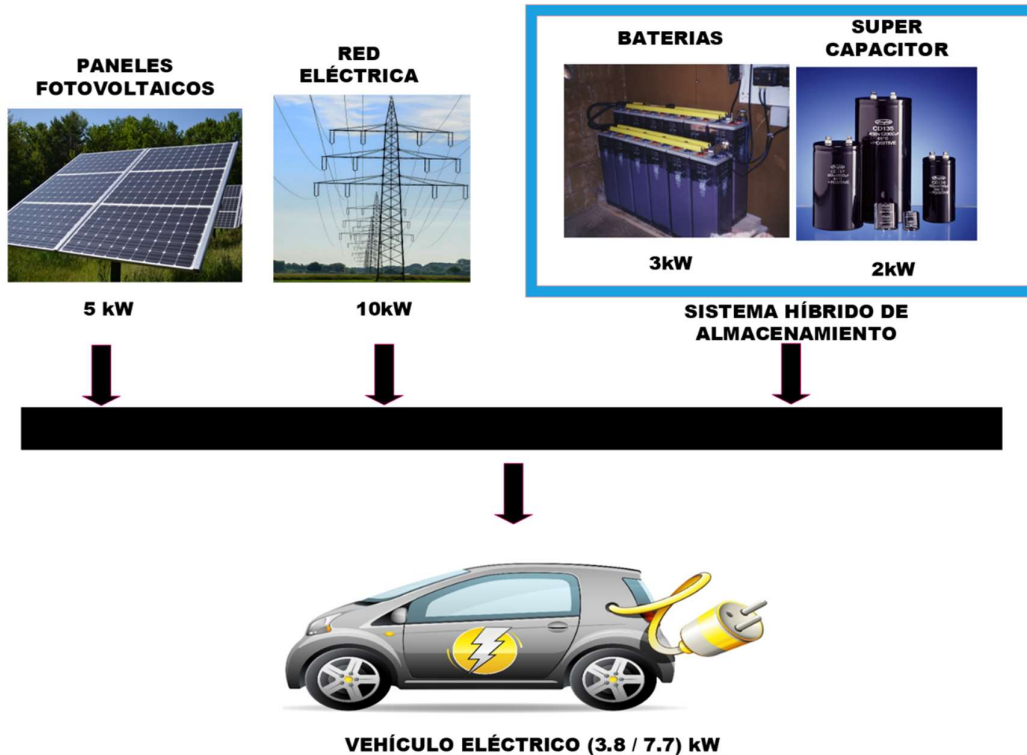 PANELES
FOTOVOLTAICOS
RED
ELÉCTRICA
BATERIAS
SUPER
CAPACITOR
CD135
5 kW
10kW
3kW
2kW
SISTEMA HÍBRIDO DE
ALMACENAMIENTO
VEHÍCULO ELÉCTRICO (3.8 / 7.7) kW